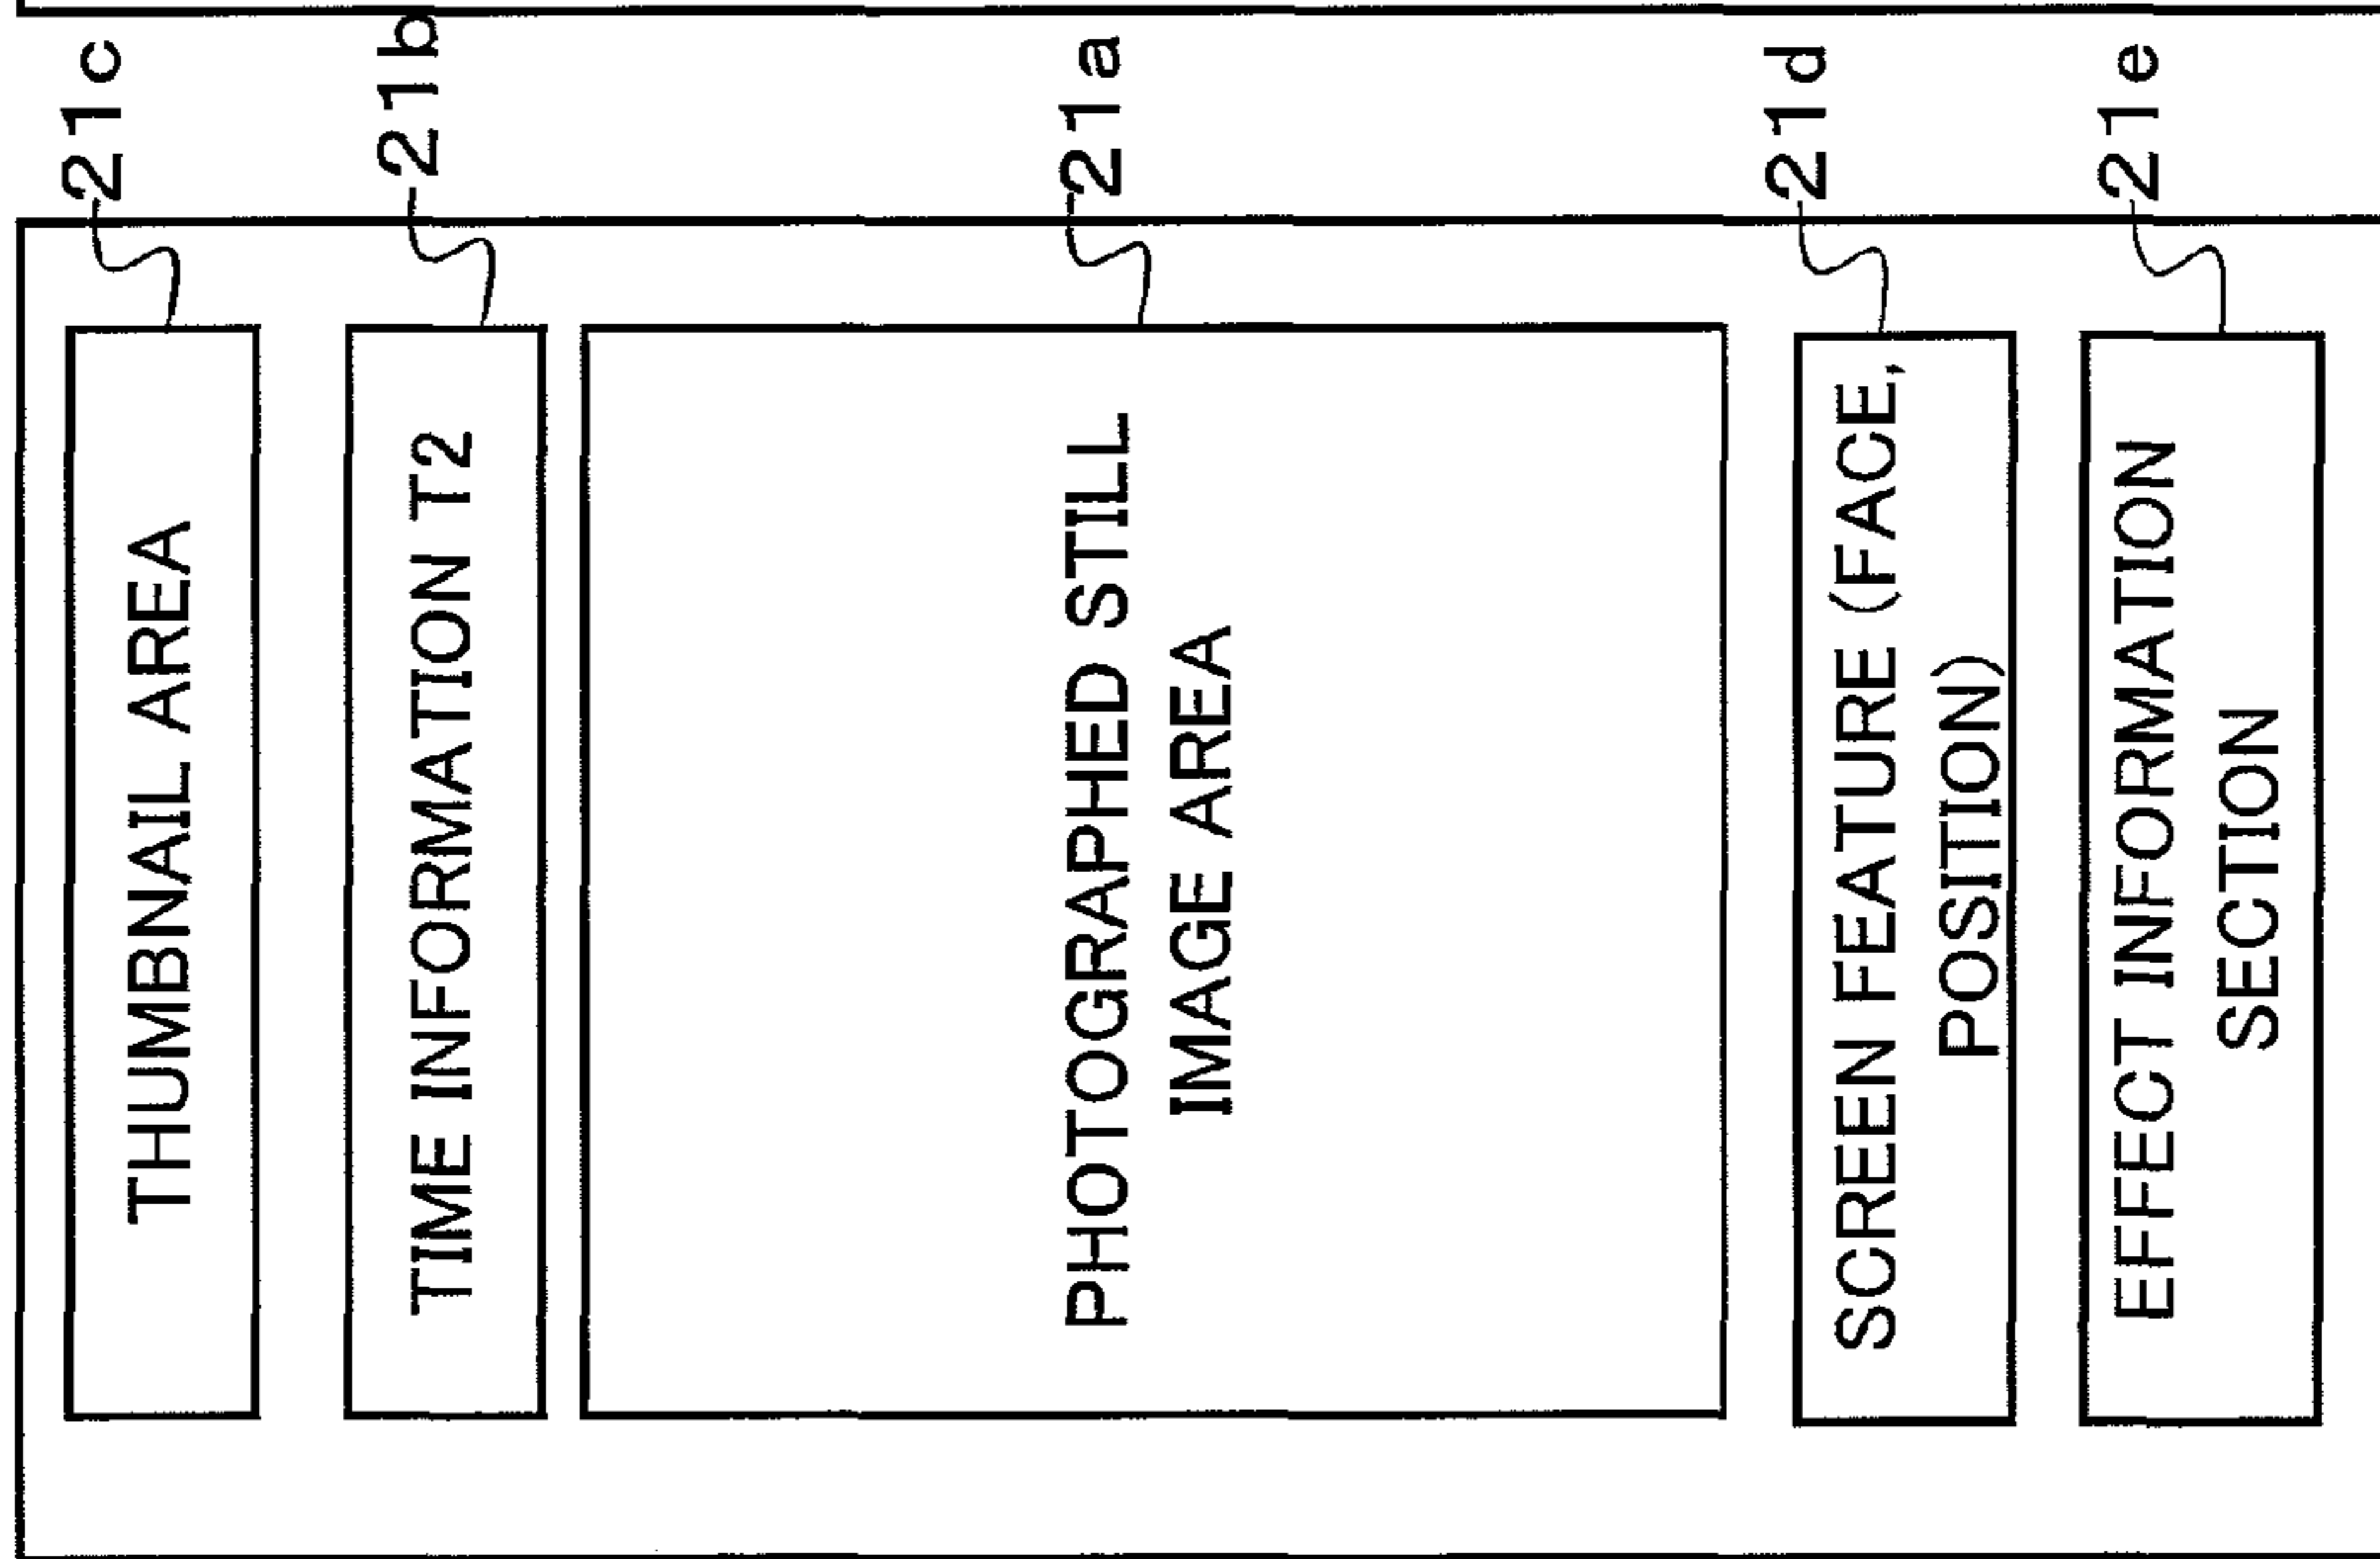 21c
THUMBNAIL AREA
21b
TIME INFORMATION T2
21a
PHOTOGRAPHED STILL
IMAGE AREA
21d
SCREEN FEATURE (FACE,
POSITION)
21e
EFFECT INFORMATION
SECTION